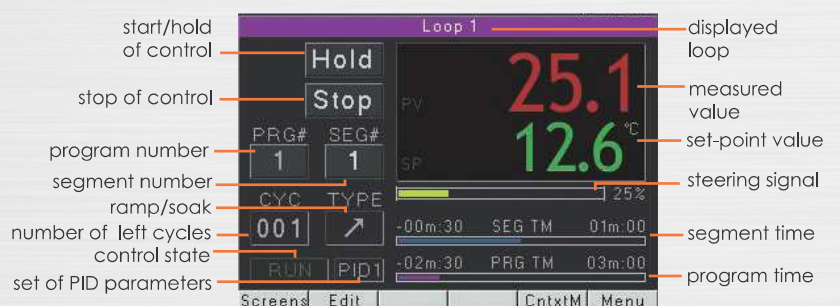 start/hold
of control
stop of control
program number
segment number
ramp/soak
number of left cycles
control state
set of PID parameters
Loop 1
Hold
Stop
PRG# SEG#
1 1
CYC TYPE
001
RUN PID1
PV 25.1
°C
SP 12.6
25%
-00m:30 SEG TM 01m:00
-02m:30 PRG TM 03m:00
Screens Edit CntxtM Menu
displayed
loop
measured
value
set-point value
steering signal
segment time
program time